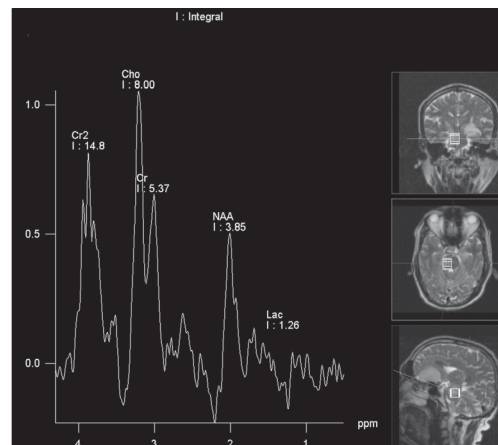 I : Integral
Cho
I : 8.00
1.0
Cr2
I : 14.8
Cr
I : 5.37
NAA
I : 3.85
0.5
Lac
I : 1.26
0.0
ppm
4
3
2
1